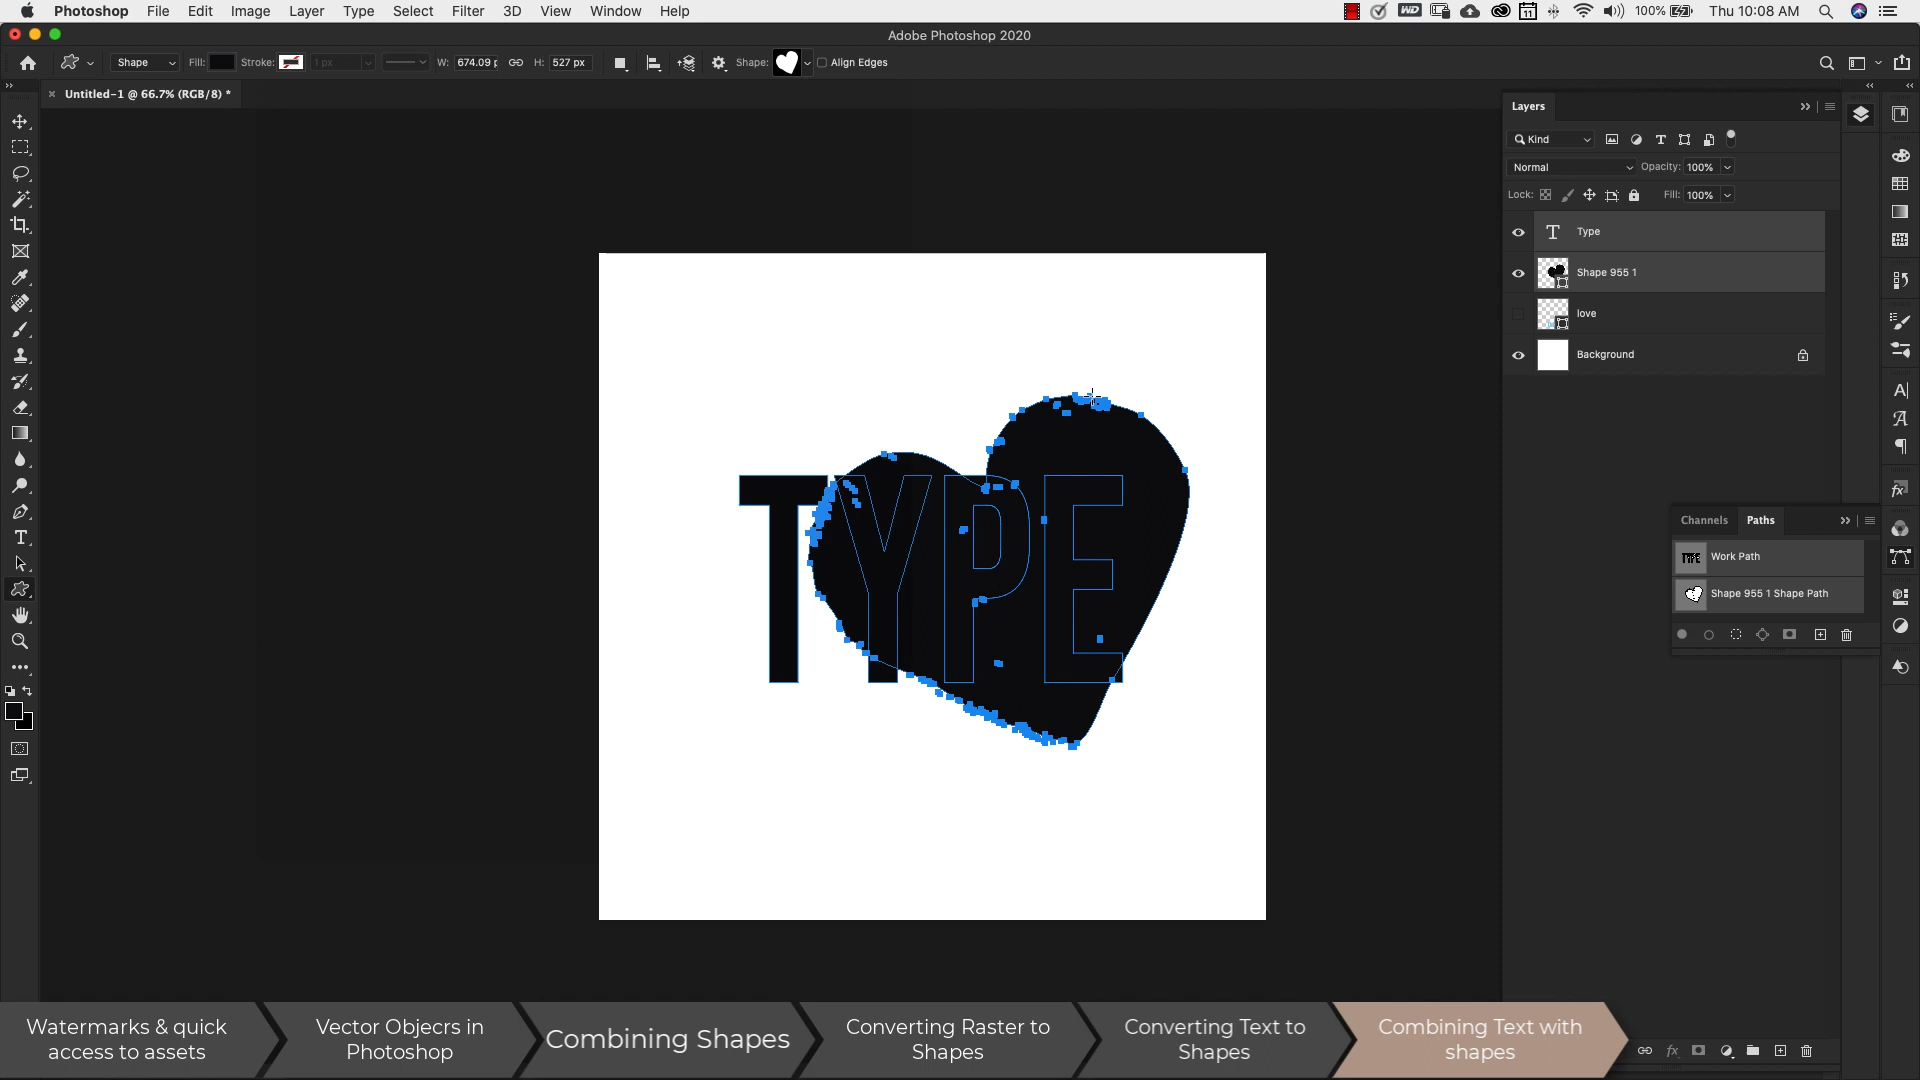 Photoshop File Edit Image Layer Type Select Filter 3D View Window Help
WD 11 100% Thu 10:08 AM
Adobe Photoshop 2020
Shape Fill: Stroke: 1 px W: 674.09 p H: 527 px Shape: Align Edges
Untitled-1 @ 66.7% (RGB/8) *
Layers
Kind
Normal Opacity: 100%
Lock: Fill: 100%
Type
Shape 955 1
love
Background
TYPE
Channels Paths
Work Path
Shape 955 1 Shape Path
Watermarks & quick
access to assets
Vector Objecrs in
Photoshop
Combining Shapes
Converting Raster to
Shapes
Converting Text to
Shapes
Combining Text with
shapes